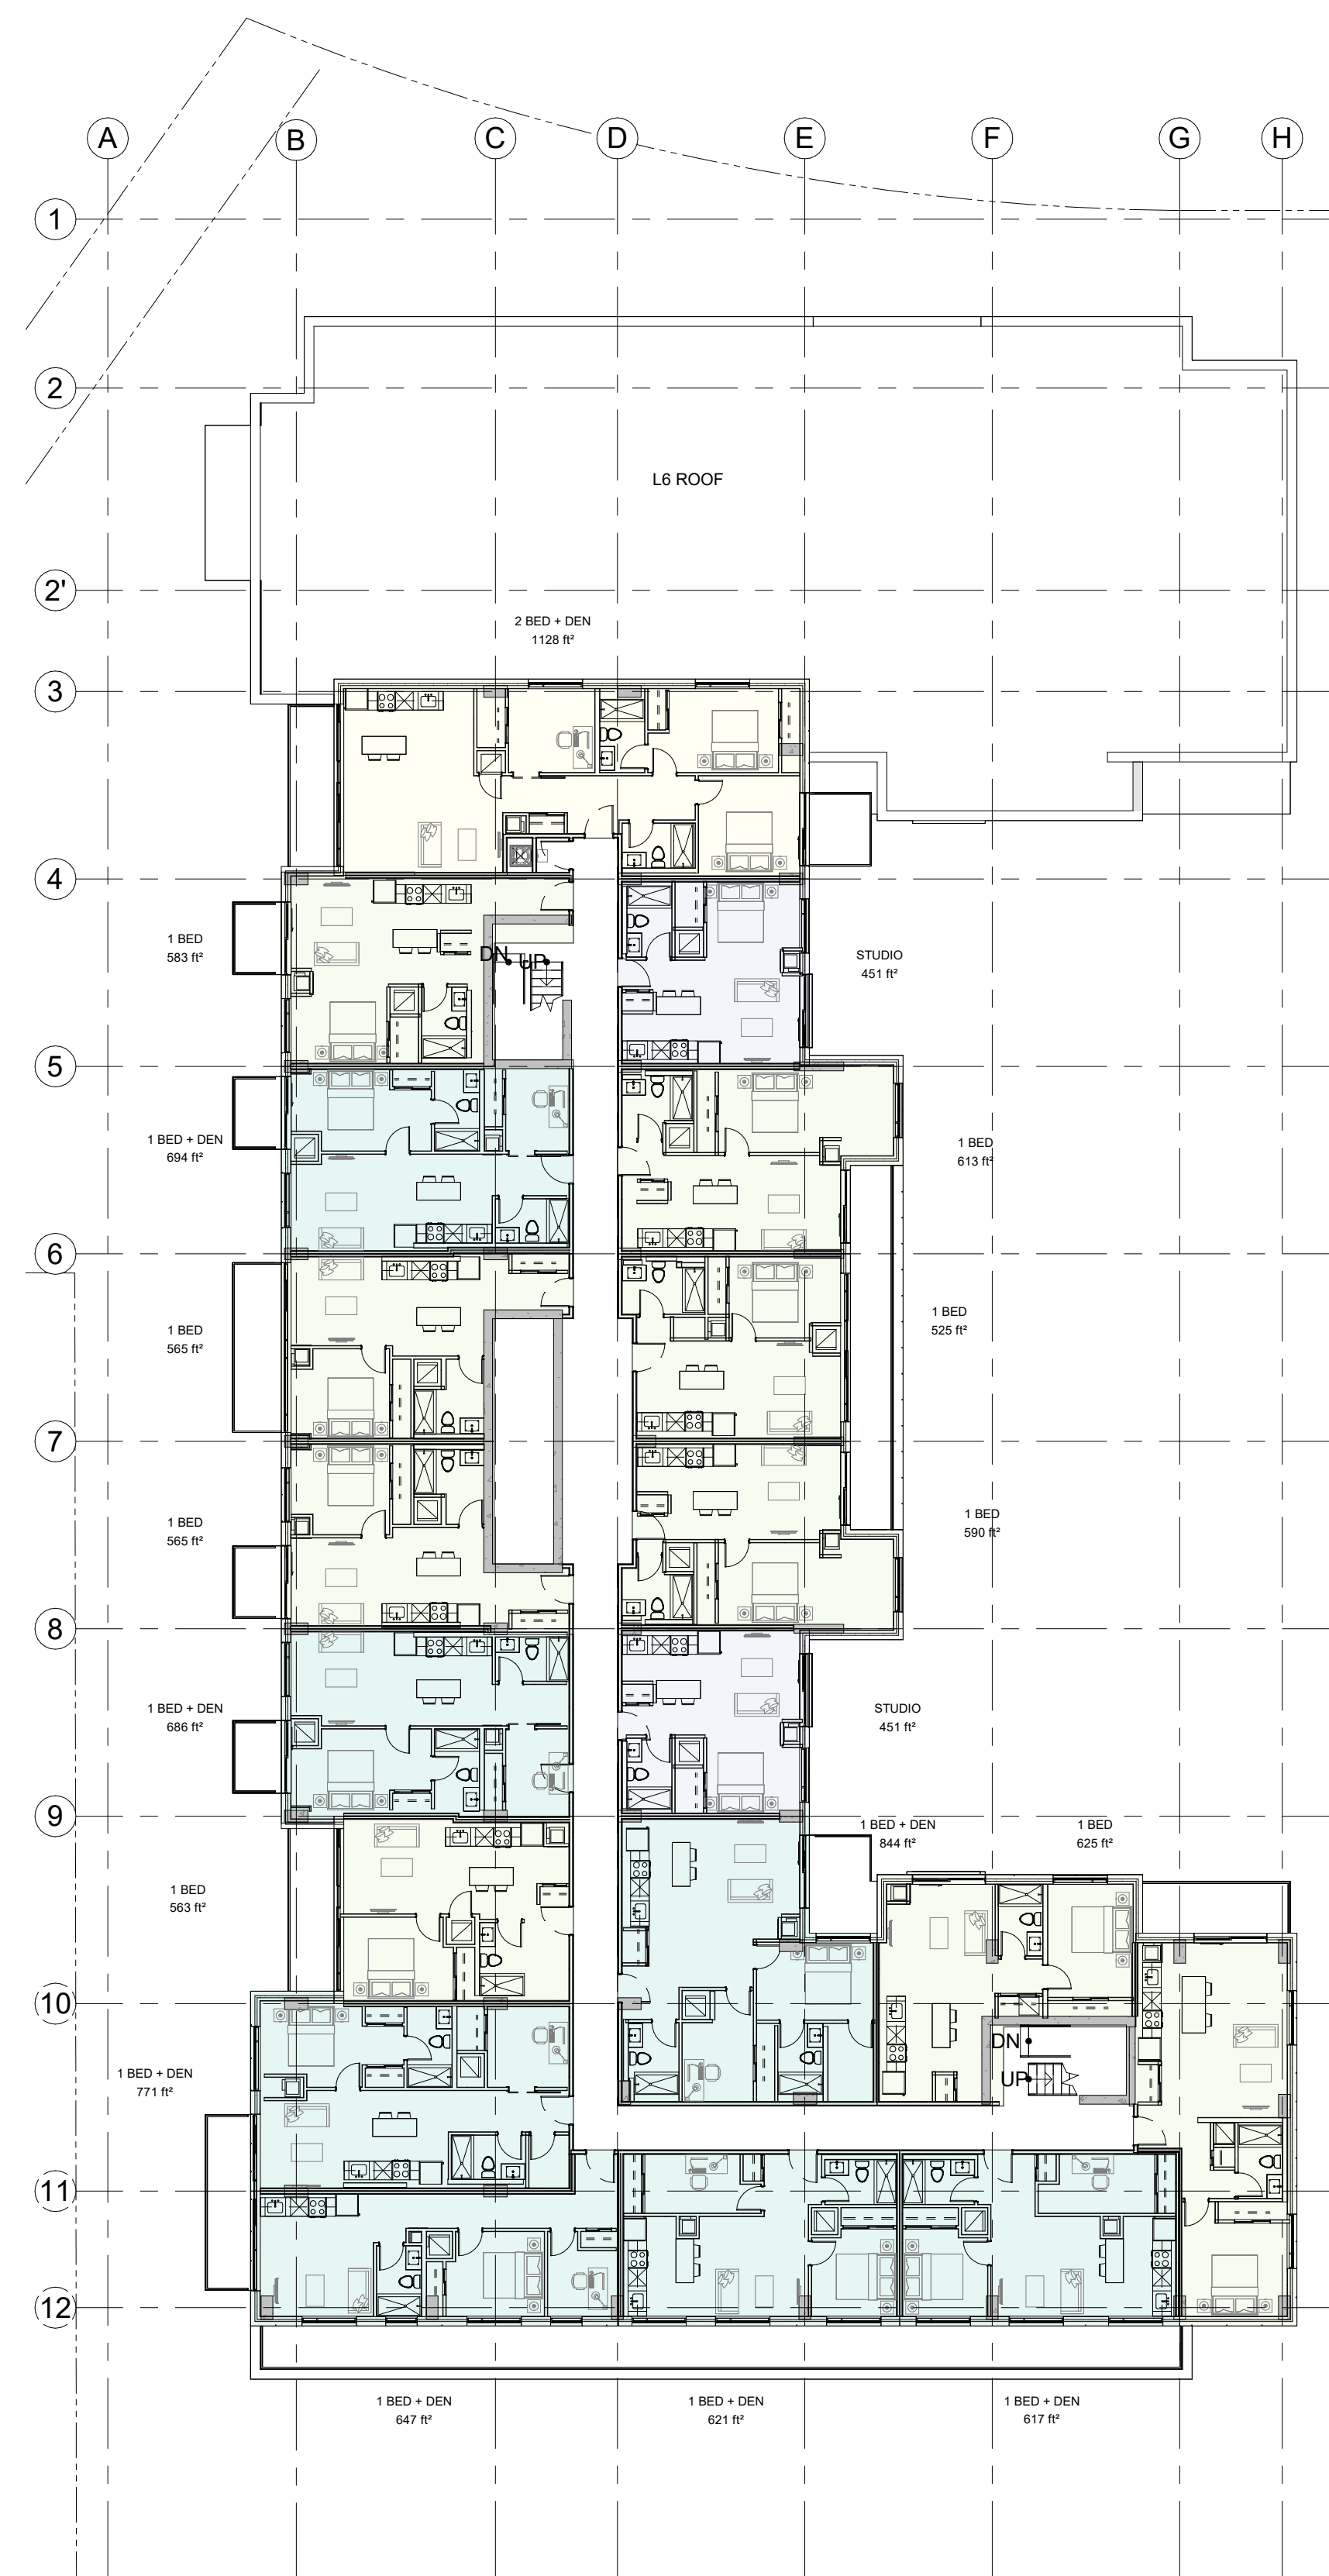 A
B
C
D
E
F
G
H
1
2
L6 ROOF
2'
2 BED + DEN
1128 ft²
3
4
1 BED
583 ft²
DN
UP
STUDIO
451 ft²
5
1 BED + DEN
694 ft²
1 BED
613 ft²
6
1 BED
565 ft²
1 BED
525 ft²
7
1 BED
565 ft²
1 BED
590 ft²
8
1 BED + DEN
686 ft²
STUDIO
451 ft²
9
1 BED + DEN
844 ft²
1 BED
625 ft²
1 BED
563 ft²
10
DN
UP
1 BED + DEN
771 ft²
11
12
1 BED + DEN
647 ft²
1 BED + DEN
621 ft²
1 BED + DEN
617 ft²